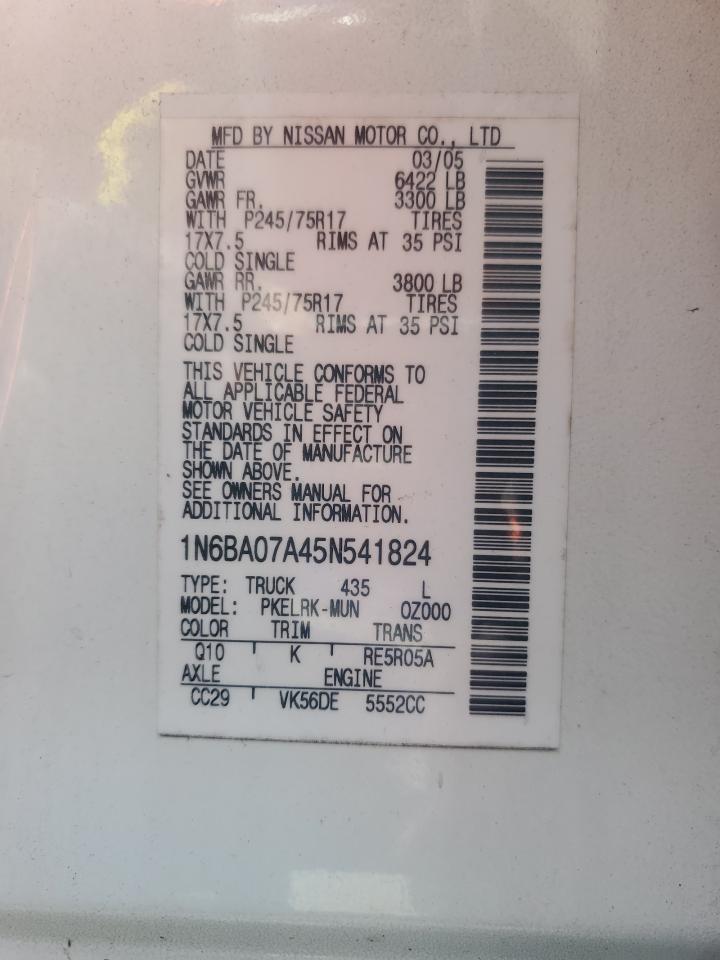 MFD BY NISSAN MOTOR CO., LTD
DATE 03/05
GVWR 6422 LB
GAWR FR. 3300 LB
WITH P245/75R17 TIRES
17X7.5 RIMS AT 35 PSI
COLD SINGLE
GAWR RR. 3800 LB
WITH P245/75R17 TIRES
17X7.5 RIMS AT 35 PSI
COLD SINGLE
THIS VEHICLE CONFORMS TO
ALL APPLICABLE FEDERAL
MOTOR VEHICLE SAFETY
STANDARDS IN EFFECT ON
THE DATE OF MANUFACTURE
SHOWN ABOVE.
SEE OWNERS MANUAL FOR
ADDITIONAL INFORMATION.
1N6BA07A45N541824
TYPE: TRUCK 435 L
MODEL: PKELRK-MUN 0Z000
COLOR TRIM TRANS
Q10 K RE5R05A
AXLE ENGINE
CC29 VK56DE 5552CC